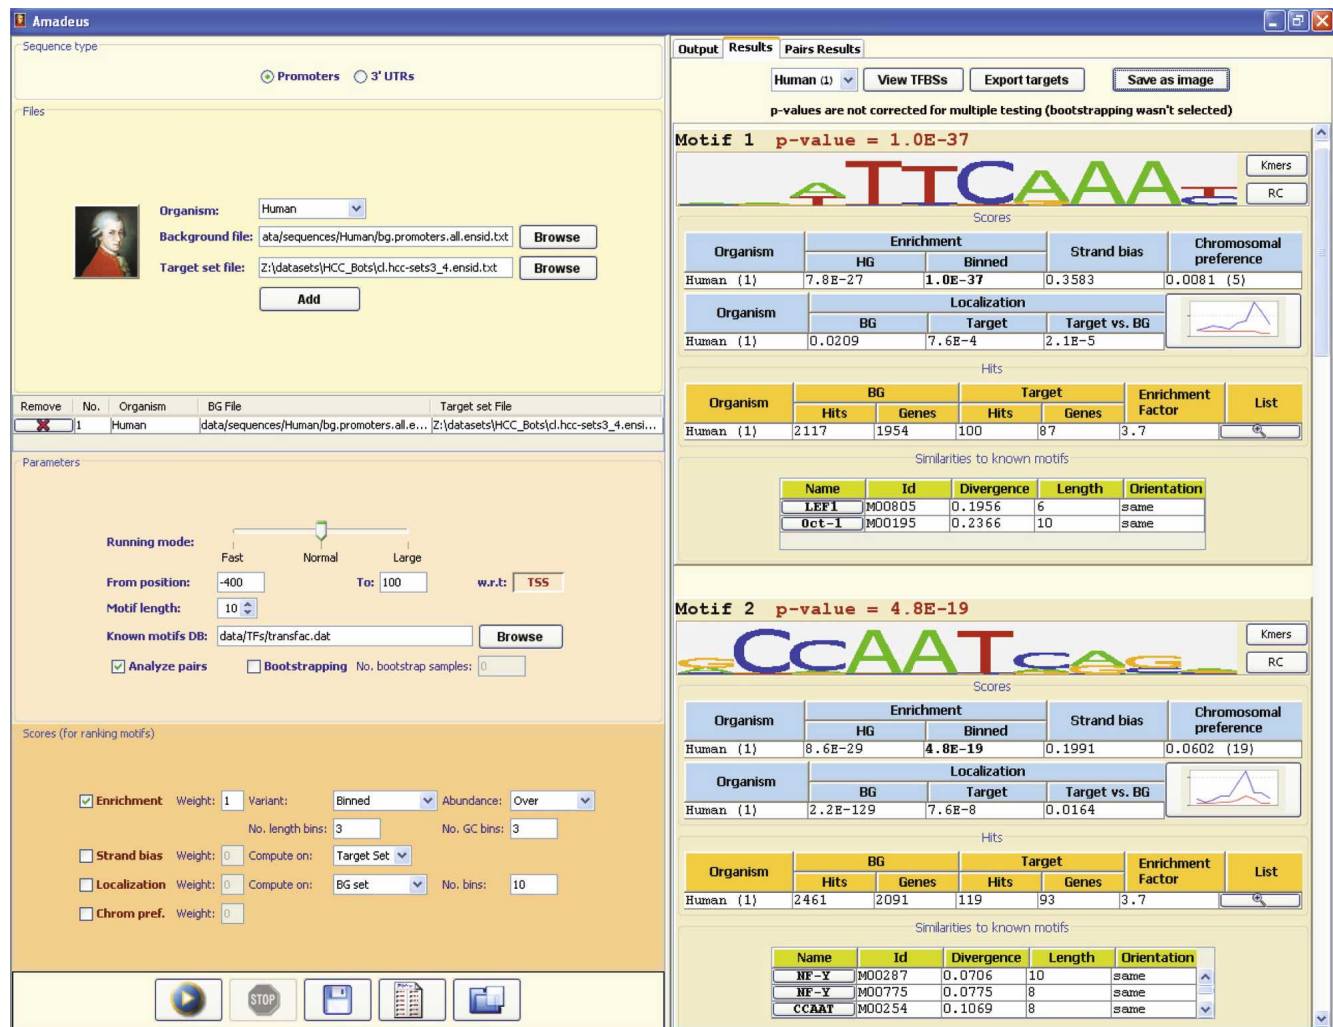 Amadeus
Sequence type
Promoters 3' UTRs
Files
Organism: Human
Background file: ata/sequences/Human/bg.promoters.all.ensid.txt Browse
Target set file: Z:\datasets\HCC_Bots\cl.hcc-sets3_4.ensid.txt Browse
Add
Remove No. Organism BG File Target set File
1 Human data/sequences/Human/bg.promoters.all.e... Z:\datasets\HCC_Bots\cl.hcc-sets3_4.ensi...
Parameters
Running mode:
Fast Normal Large
From position: -400 To: 100 w.r.t: TSS
Motif length: 10
Known motifs DB: data/TFs/transfac.dat Browse
Analyze pairs Bootstrapping No. bootstrap samples: 0
Scores (for ranking motifs)
Enrichment Weight: 1 Variant: Binned Abundance: Over
No. length bins: 3 No. GC bins: 3
Strand bias Weight: 0 Compute on: Target Set
Localization Weight: 0 Compute on: BG set No. bins: 10
Chrom pref. Weight: 0
STOP
Output Results Pairs Results
Human (1) View TFBSs Export targets Save as image
p-values are not corrected for multiple testing (bootstrapping wasn't selected)
Motif 1 p-value = 1.0E-37
ATTCAAAT
Kmers
RC
Scores
Organism Enrichment Strand bias Chromosomal preference
HG Binned
Human (1) 7.8E-27 1.0E-37 0.3583 0.0081 (5)
Organism Localization
BG Target Target vs. BG
Human (1) 0.0209 7.6E-4 2.1E-5
Hits
Organism BG Target Enrichment Factor List
Hits Genes Hits Genes
Human (1) 2117 1954 100 87 3.7
Similarities to known motifs
Name Id Divergence Length Orientation
LEF1 M00805 0.1956 6 same
Oct-1 M00195 0.2366 10 same
Motif 2 p-value = 4.8E-19
GCCAATCAG
Kmers
RC
Scores
Organism Enrichment Strand bias Chromosomal preference
HG Binned
Human (1) 8.6E-29 4.8E-19 0.1991 0.0602 (19)
Organism Localization
BG Target Target vs. BG
Human (1) 2.2E-129 7.6E-8 0.0164
Hits
Organism BG Target Enrichment Factor List
Hits Genes Hits Genes
Human (1) 2461 2091 119 93 3.7
Similarities to known motifs
Name Id Divergence Length Orientation
NF-Y M00287 0.0706 10 same
NF-Y M00775 0.0775 8 same
CCAAT M00254 0.1069 8 same